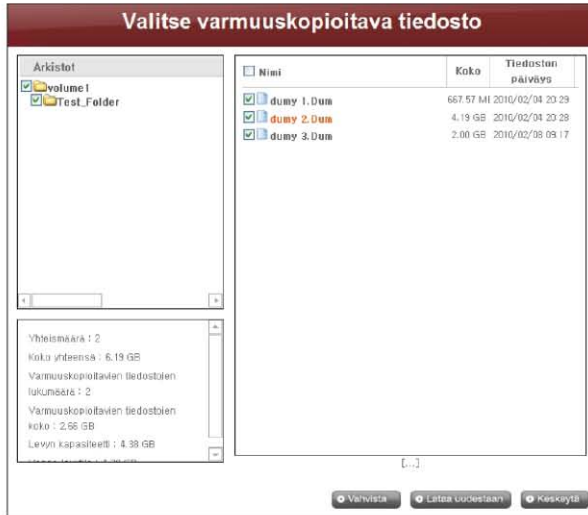 Valitse varmuuskopioitava tiedosto
Arkistot
volume1
Test_Folder
Nimi Koko Tiedoston päiväys
dumy 1.Dum 667.57 MI 2010/02/04 20:29
dumy 2.Dum 4.19 GB 2010/02/04 20:28
dumy 3.Dum 2.00 GB 2010/02/08 09:17
Yhteismäärä : 2
Koko yhteensä : 6.19 GB
Varmuuskopioitavien tiedostojen
lukumäärä : 2
Varmuuskopioitavien tiedostojen
koko : 2.66 GB
Levyn kapasiteetti : 4.38 GB
[...]
Vahvista Lataa uudestaan Keskeytä